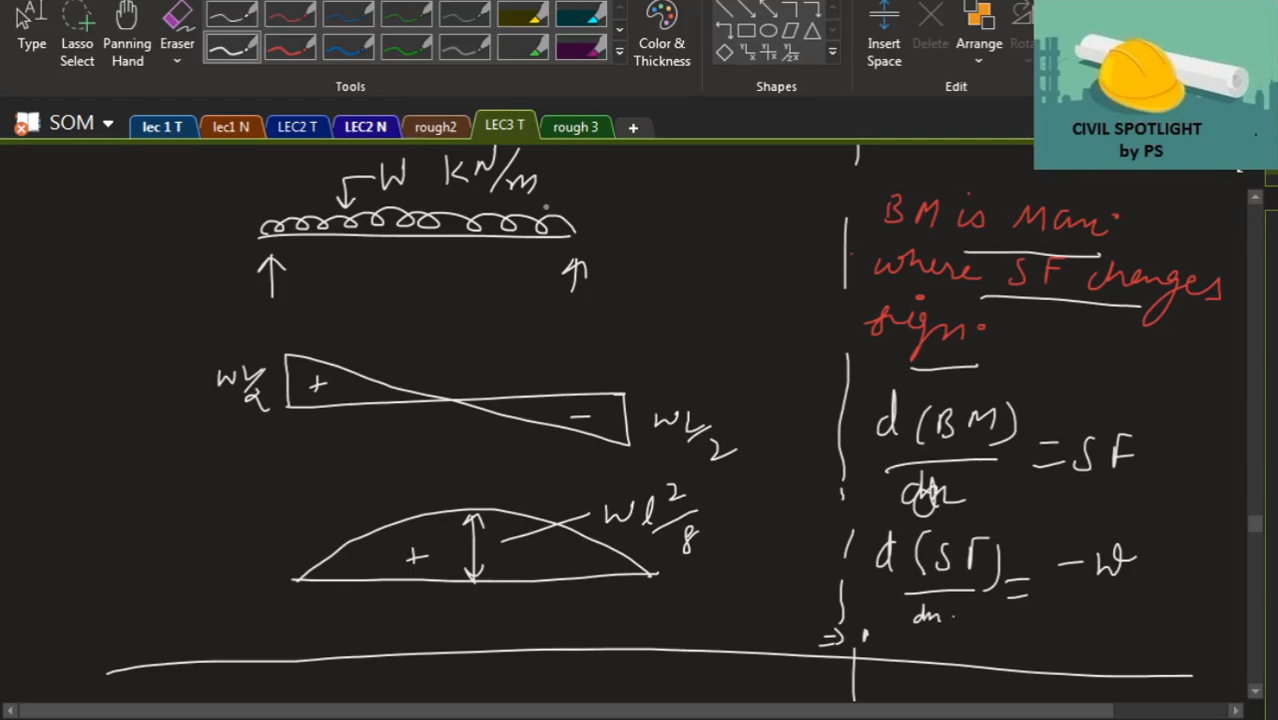 Type
Lasso Select
Panning Hand
Eraser
Color & Thickness
Insert Space
Delete
Arrange
Tools
Shapes
Edit
CIVIL SPOTLIGHT
by PS
SOM
lec 1 T
lec1 N
LEC2 T
LEC2 N
rough2
LEC3 T
rough 3
+
W kN/m
wl/2
+
-
wl/2
+
wl²/8
BM is Max.
where SF changes
sign.
d(BM)/dx = SF
d(SF)/dx = -w
⇒